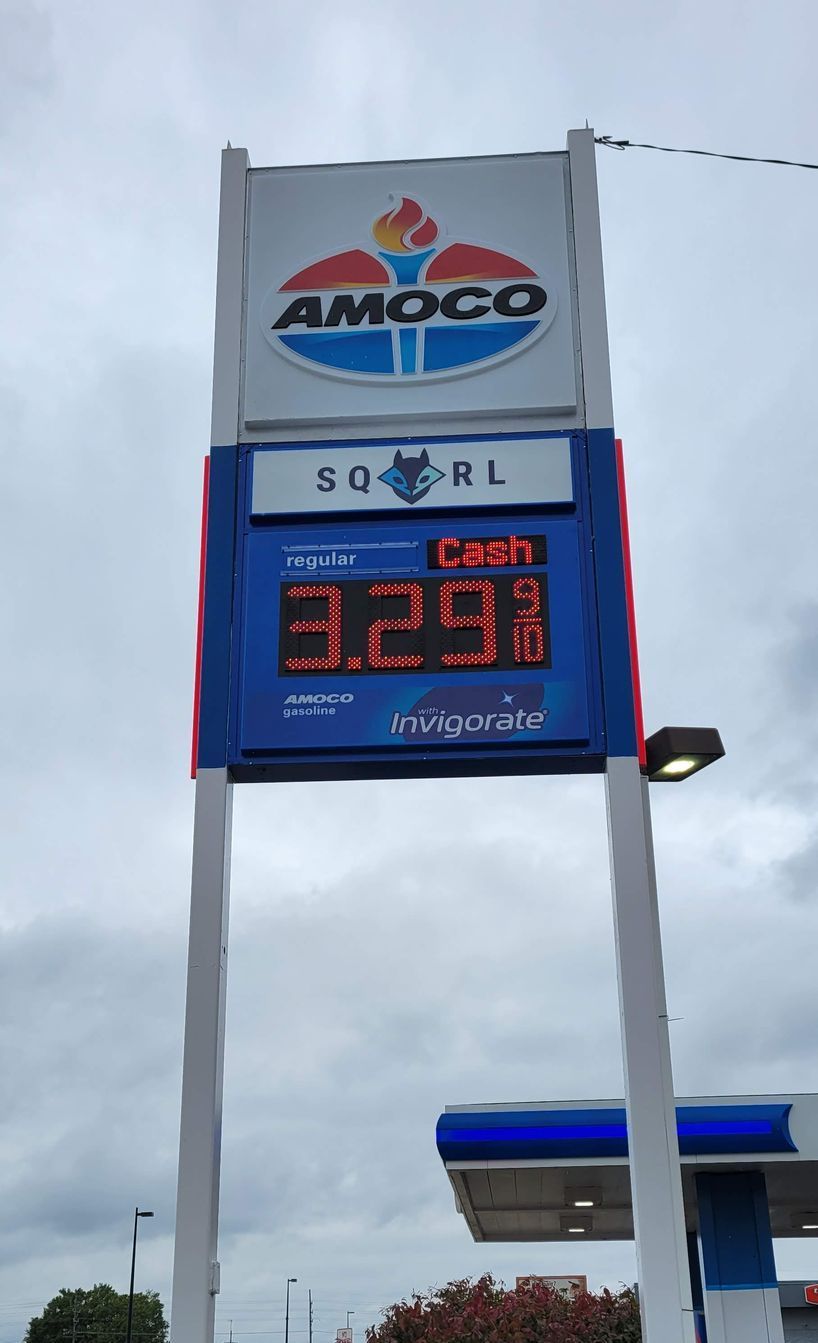 AMOCO
SQRL
regular Cash
3.29 9/10
AMOCO
gasoline
with
Invigorate®